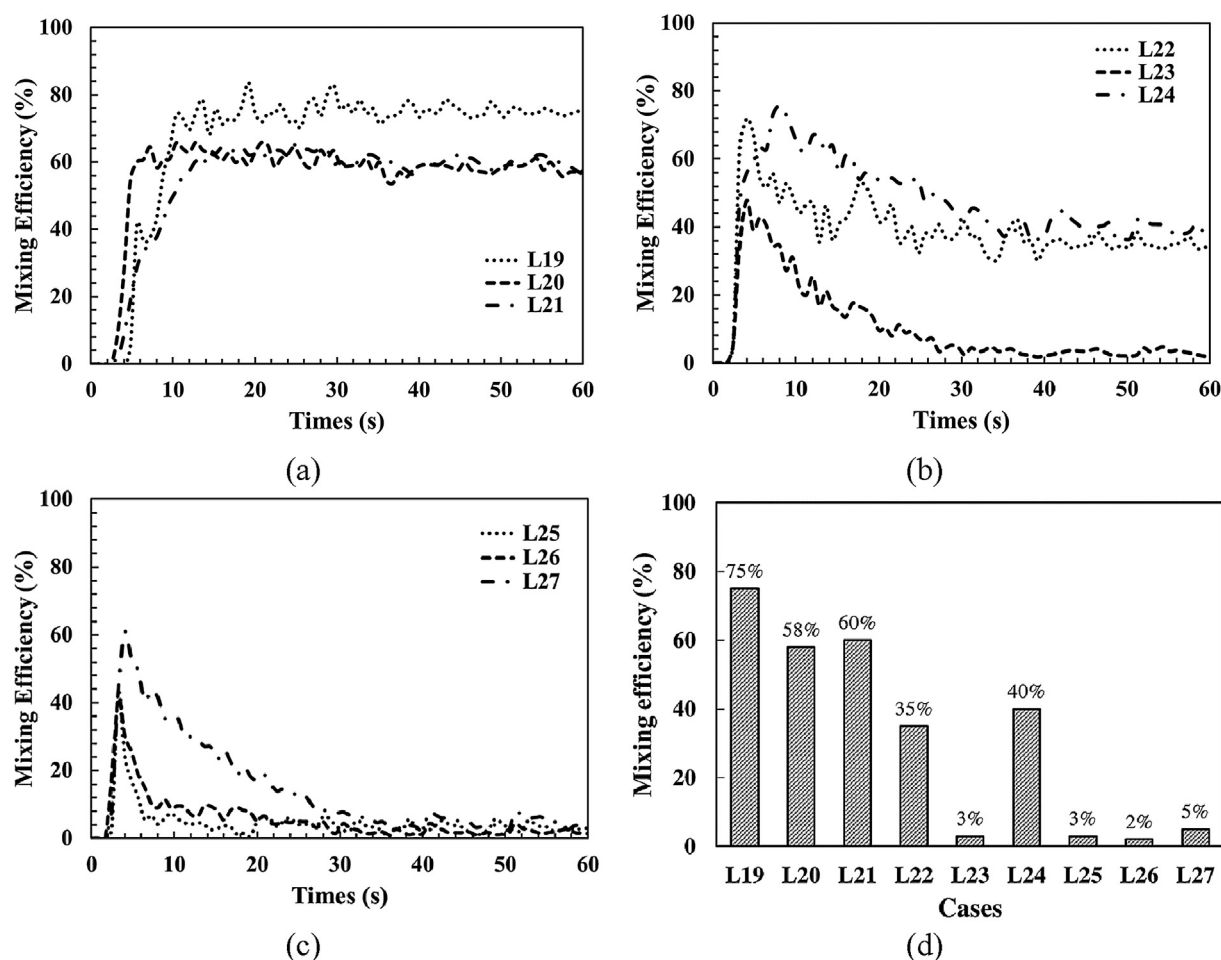 100
80
60
40
20
0
Mixing Efficiency (%)
L19
L20
L21
0 10 20 30 40 50 60
Times (s)
(a)
100
80
60
40
20
0
Mixing Efficiency (%)
L22
L23
L24
0 10 20 30 40 50 60
Times (s)
(b)
100
80
60
40
20
0
Mixing Efficiency (%)
L25
L26
L27
0 10 20 30 40 50 60
Times (s)
(c)
100
80
60
40
20
0
Mixing efficiency (%)
75%
58%
60%
35%
3%
40%
3%
2%
5%
L19 L20 L21 L22 L23 L24 L25 L26 L27
Cases
(d)